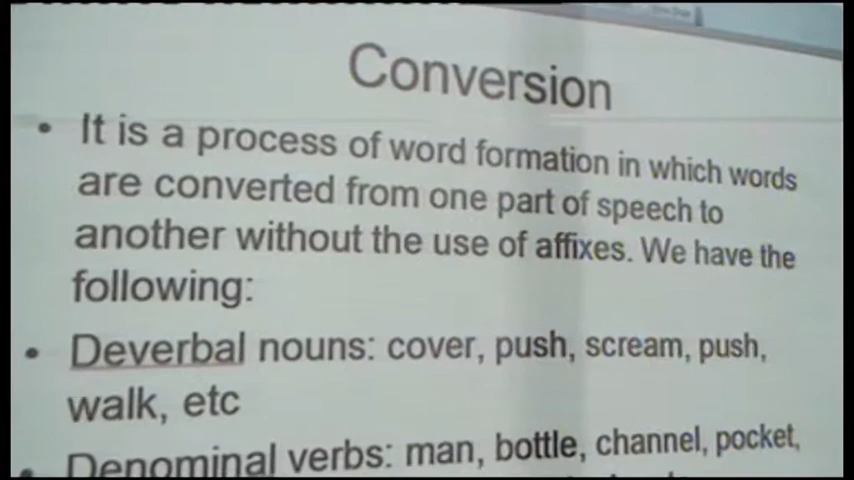 Conversion
• It is a process of word formation in which words
are converted from one part of speech to
another without the use of affixes. We have the
following:
• Deverbal nouns: cover, push, scream, push,
walk, etc
• Denominal verbs: man, bottle, channel, pocket,